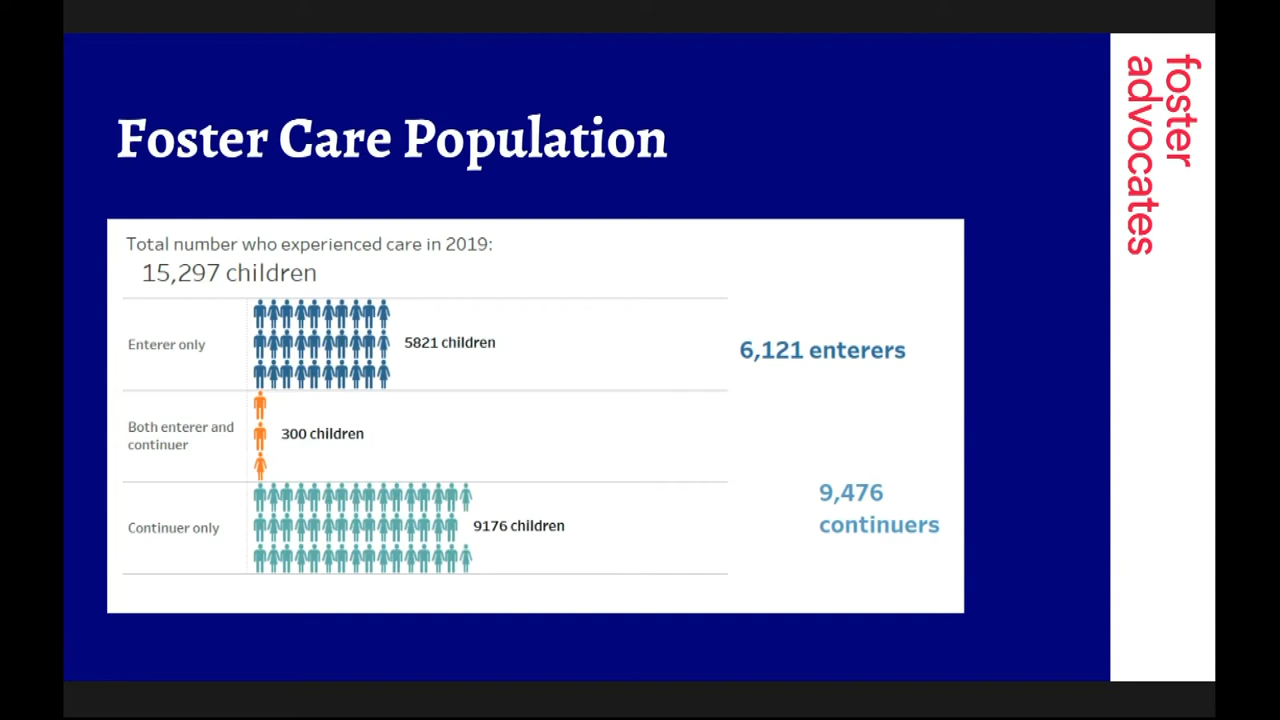 Foster Care Population
Total number who experienced care in 2019:
15,297 children
Enterer only
5821 children
6,121 enterers
Both enterer and
continuer
300 children
Continuer only
9176 children
9,476
continuers
foster
advocates